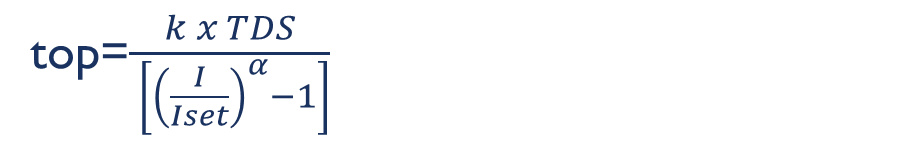 top= k x TDS / [(I / Iset)^α −1]